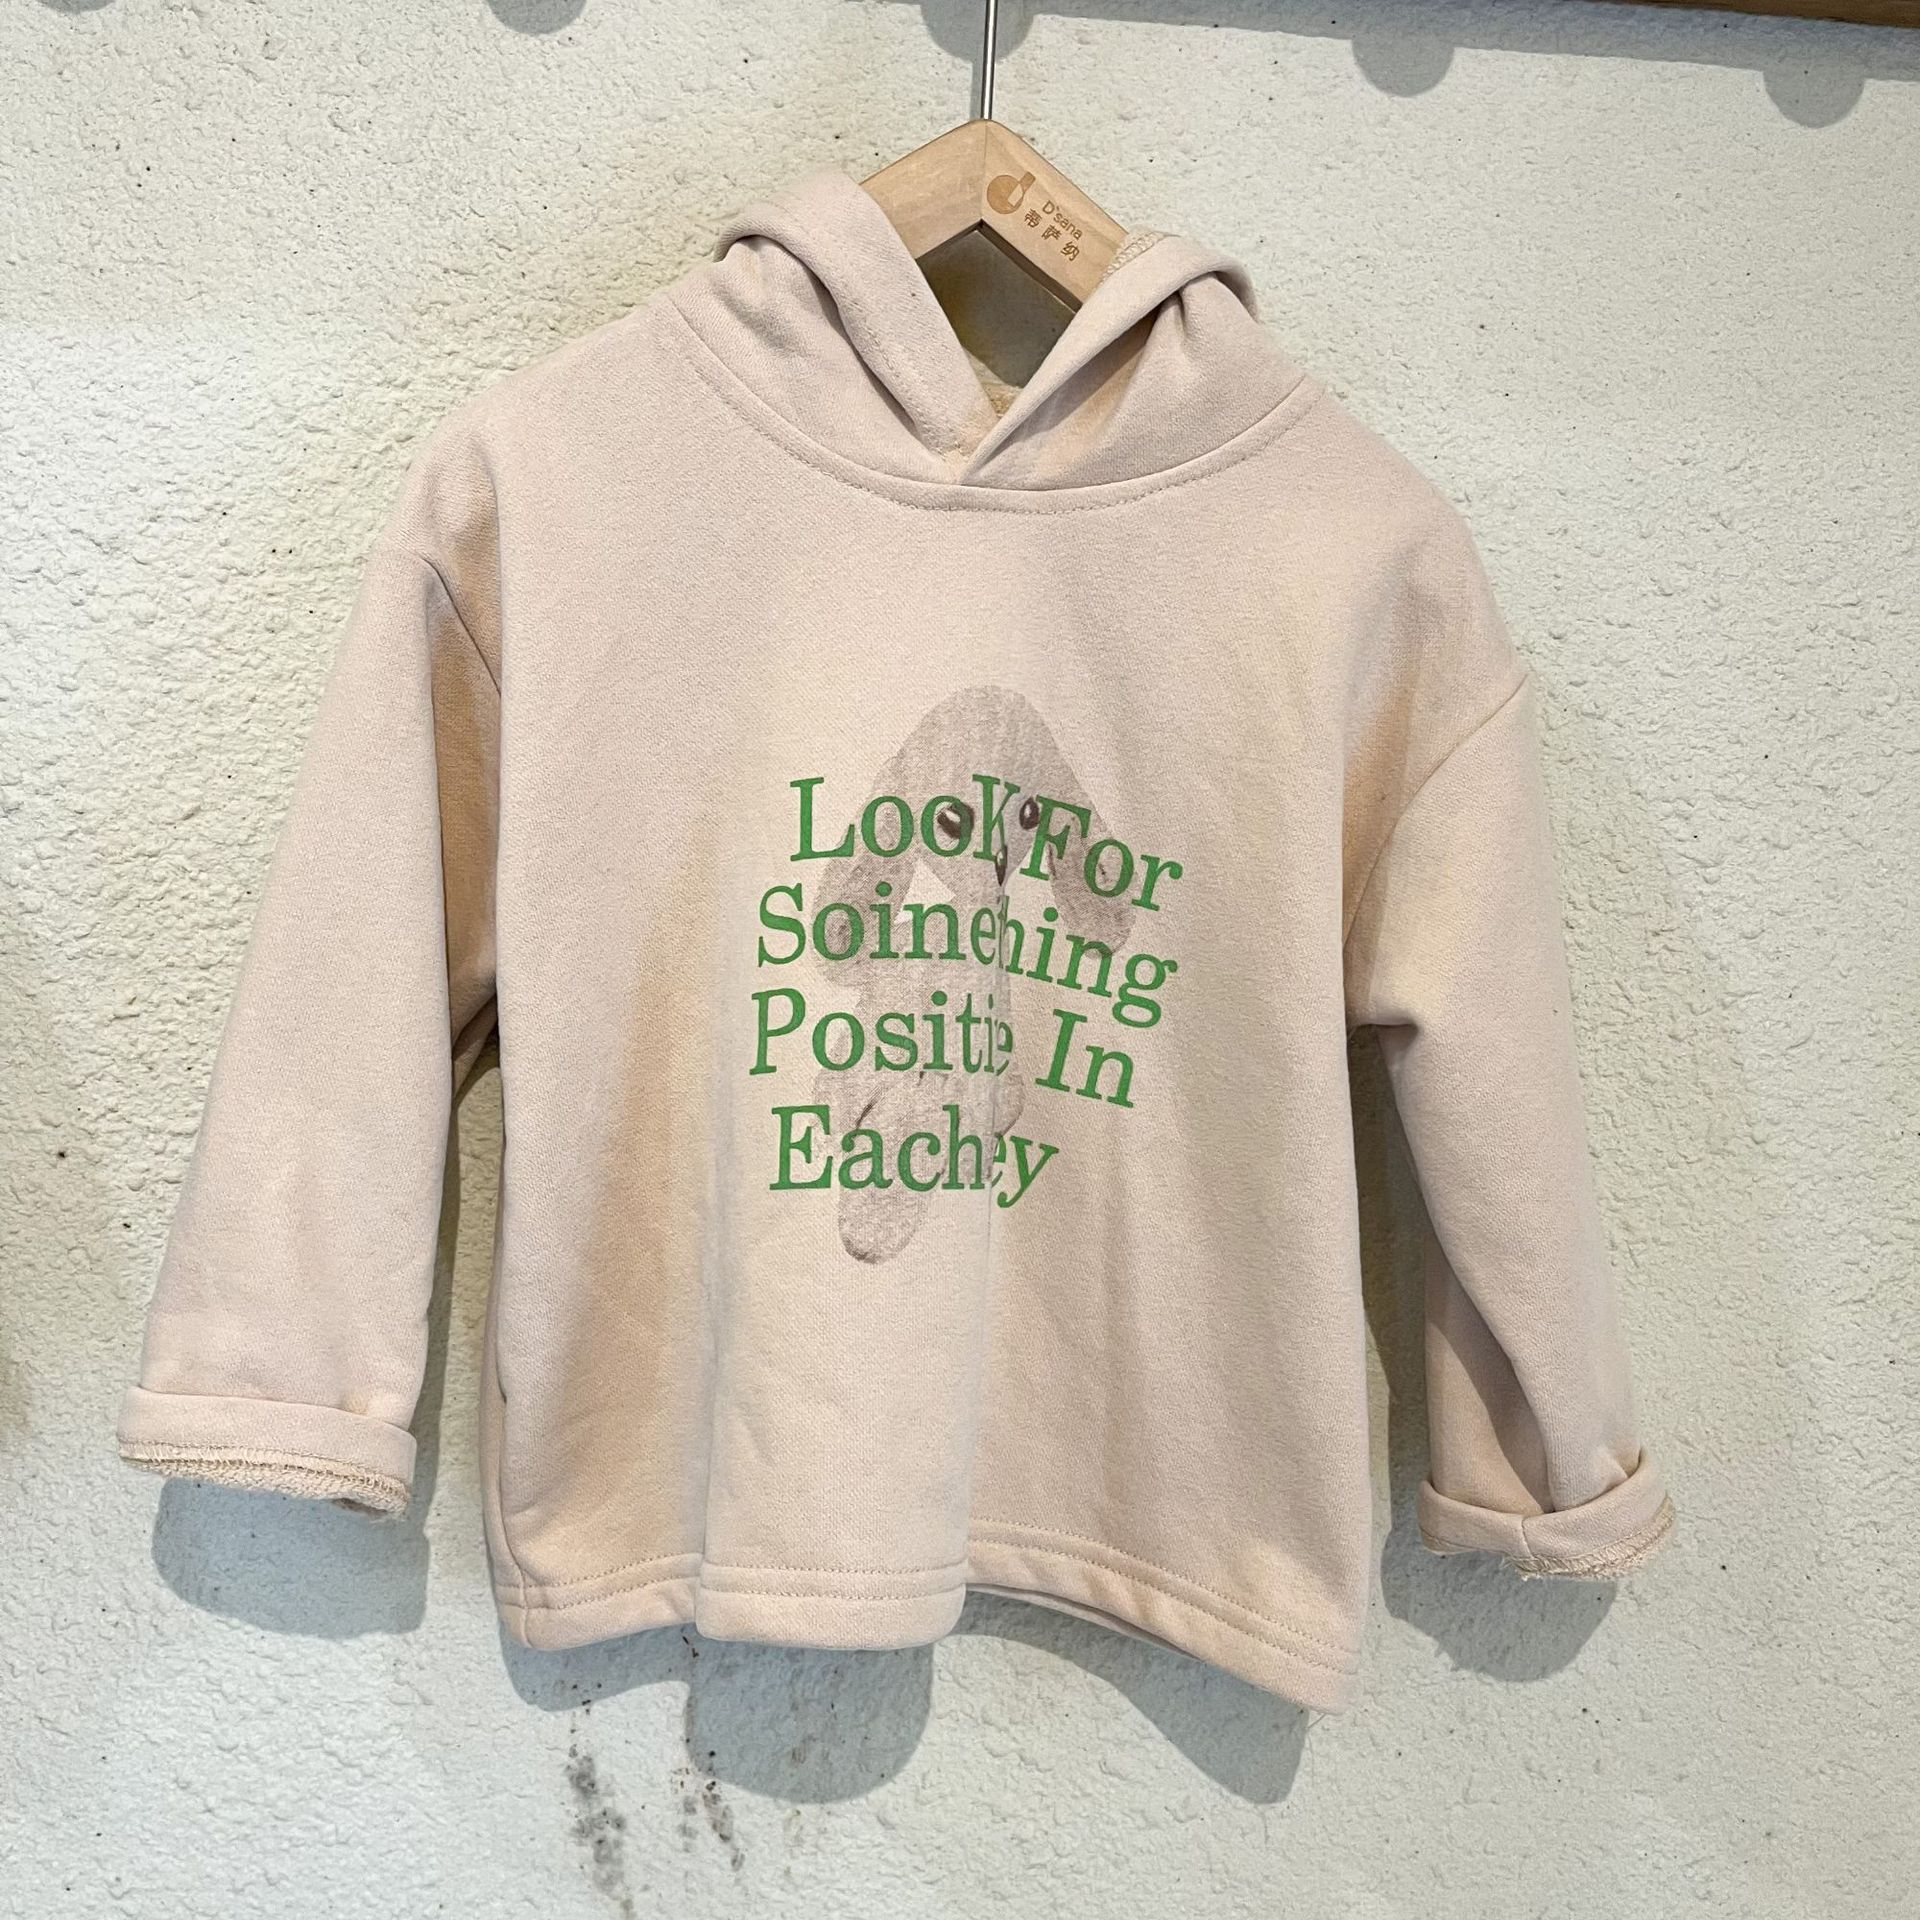 D'sana
蒂萨纳
Look For
Soinething
Positie In
Eachey